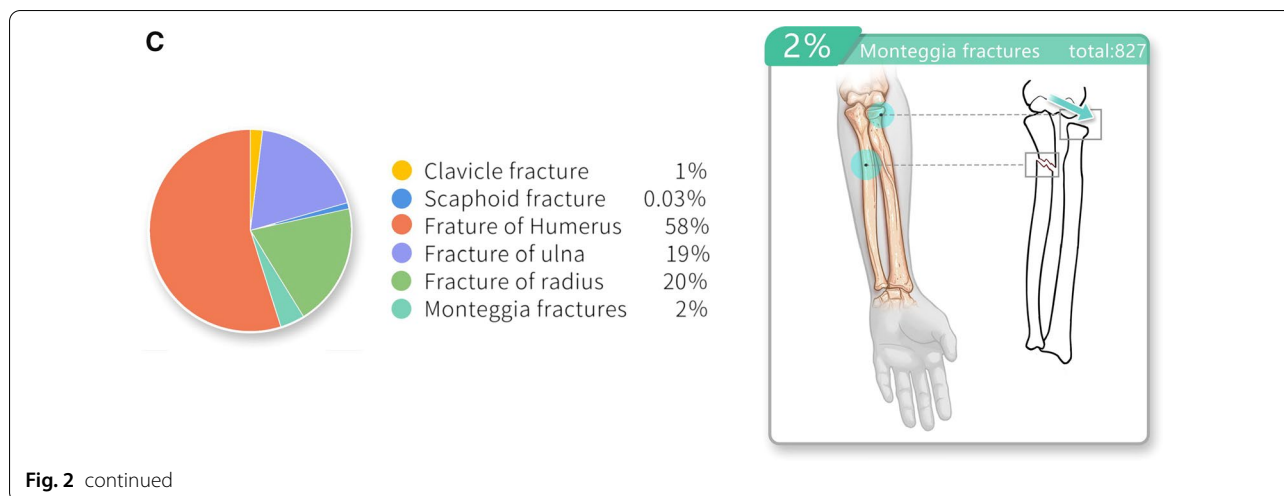 C
Clavicle fracture 1%
Scaphoid fracture 0.03%
Frature of Humerus 58%
Fracture of ulna 19%
Fracture of radius 20%
Monteggia fractures 2%
2% Monteggia fractures total:827
Fig. 2 continued